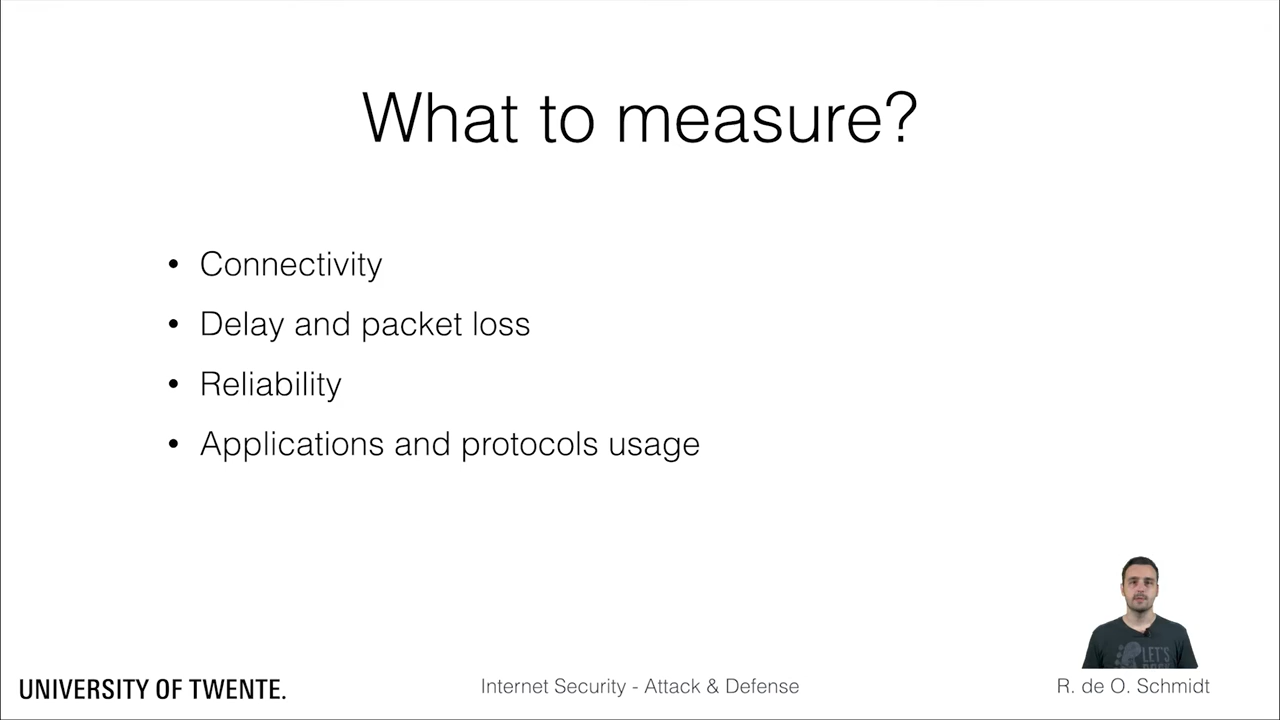 What to measure?
• Connectivity
• Delay and packet loss
• Reliability
• Applications and protocols usage
LET'S
UNIVERSITY OF TWENTE.
Internet Security - Attack & Defense
R. de O. Schmidt